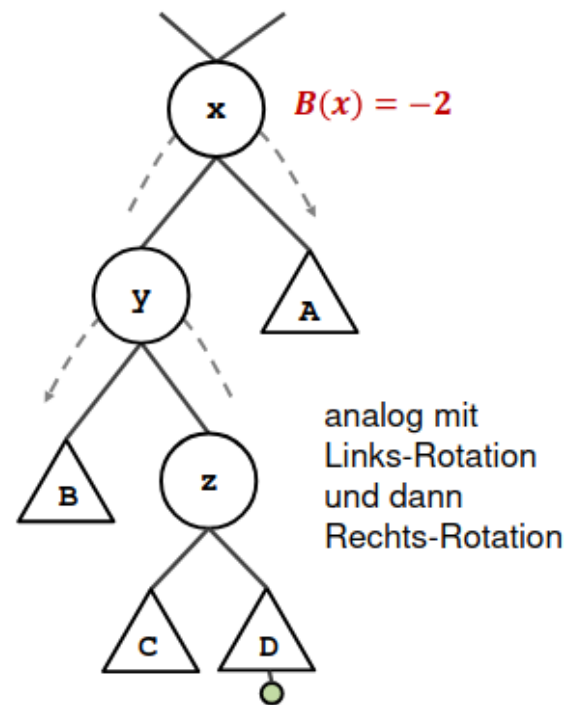 x
B(x) = −2
y
A
analog mit
Links-Rotation
und dann
Rechts-Rotation
B
z
C
D